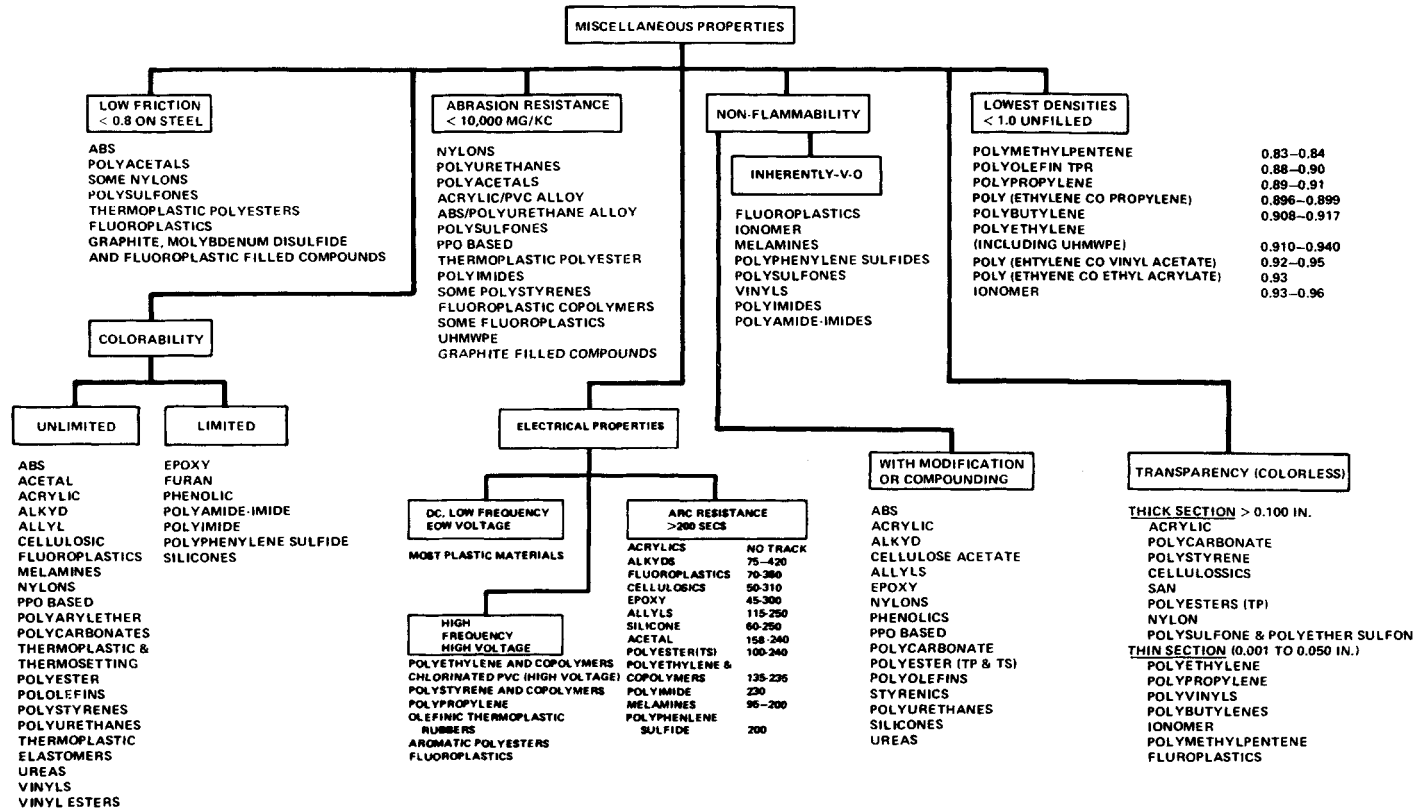 MISCELLANEOUS PROPERTIES
LOW FRICTION
< 0.8 ON STEEL
ABS
POLYACETALS
SOME NYLONS
POLYSULFONES
THERMOPLASTIC POLYESTERS
FLUOROPLASTICS
GRAPHITE, MOLYBDENUM DISULFIDE
AND FLUOROPLASTIC FILLED COMPOUNDS
ABRASION RESISTANCE
< 10,000 MG/KC
NYLONS
POLYURETHANES
POLYACETALS
ACRYLIC/PVC ALLOY
ABS/POLYURETHANE ALLOY
POLYSULFONES
PPO BASED
THERMOPLASTIC POLYESTER
POLYIMIDES
SOME POLYSTYRENES
FLUOROPLASTIC COPOLYMERS
SOME FLUOROPLASTICS
UHMWPE
GRAPHITE FILLED COMPOUNDS
NON-FLAMMABILITY
INHERENTLY-V-O
FLUOROPLASTICS
IONOMER
MELAMINES
POLYPHENYLENE SULFIDES
POLYSULFONES
VINYLS
POLYIMIDES
POLYAMIDE-IMIDES
LOWEST DENSITIES
< 1.0 UNFILLED
POLYMETHYLPENTENE 0.83–0.84
POLYOLEFIN TPR 0.88–0.90
POLYPROPYLENE 0.89–0.91
POLY (ETHYLENE CO PROPYLENE) 0.896–0.899
POLYBUTYLENE 0.908–0.917
POLYETHYLENE
(INCLUDING UHMWPE) 0.910–0.940
POLY (EHTYLENE CO VINYL ACETATE) 0.92–0.95
POLY (ETHYENE CO ETHYL ACRYLATE) 0.93
IONOMER 0.93–0.96
COLORABILITY
UNLIMITED
ABS
ACETAL
ACRYLIC
ALKYD
ALLYL
CELLULOSIC
FLUOROPLASTICS
MELAMINES
NYLONS
PPO BASED
POLYARYLETHER
POLYCARBONATES
THERMOPLASTIC &
THERMOSETTING
POLYESTER
POLOLEFINS
POLYSTYRENES
POLYURETHANES
THERMOPLASTIC
ELASTOMERS
UREAS
VINYLS
VINYL ESTERS
LIMITED
EPOXY
FURAN
PHENOLIC
POLYAMIDE-IMIDE
POLYIMIDE
POLYPHENYLENE SULFIDE
SILICONES
ELECTRICAL PROPERTIES
DC, LOW FREQUENCY
EOW VOLTAGE
MOST PLASTIC MATERIALS
HIGH
FREQUENCY
HIGH VOLTAGE
POLYETHYLENE AND COPOLYMERS
CHLORINATED PVC (HIGH VOLTAGE)
POLYSTYRENE AND COPOLYMERS
POLYPROPYLENE
OLEFINIC THERMOPLASTIC
RUBBERS
AROMATIC POLYESTERS
FLUOROPLASTICS
ARC RESISTANCE
>200 SECS
ACRYLICS NO TRACK
ALKYDS 75–420
FLUOROPLASTICS 70-380
CELLULOSICS 50-310
EPOXY 45-300
ALLYLS 115-250
SILICONE 60-250
ACETAL 158-240
POLYESTER(TS) 100-240
POLYETHYLENE &
COPOLYMERS 135-235
POLYIMIDE 230
MELAMINES 95–200
POLYPHENLENE
SULFIDE 200
WITH MODIFICATION
OR COMPOUNDING
ABS
ACRYLIC
ALKYD
CELLULOSE ACETATE
ALLYLS
EPOXY
NYLONS
PHENOLICS
PPO BASED
POLYCARBONATE
POLYESTER (TP & TS)
POLYOLEFINS
STYRENICS
POLYURETHANES
SILICONES
UREAS
TRANSPARENCY (COLORLESS)
THICK SECTION > 0.100 IN.
ACRYLIC
POLYCARBONATE
POLYSTYRENE
CELLULOSSICS
SAN
POLYESTERS (TP)
NYLON
POLYSULFONE & POLYETHER SULFON
THIN SECTION (0.001 TO 0.050 IN.)
POLYETHYLENE
POLYPROPYLENE
POLYVINYLS
POLYBUTYLENES
IONOMER
POLYMETHYLPENTENE
FLUROPLASTICS